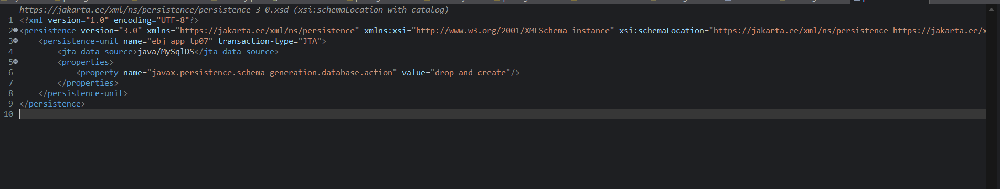 https://jakarta.ee/xml/ns/persistence/persistence_3_0.xsd (xsi:schemaLocation with catalog)
1 <?xml version="1.0" encoding="UTF-8"?>
2 <persistence version="3.0" xmlns="https://jakarta.ee/xml/ns/persistence" xmlns:xsi="http://www.w3.org/2001/XMLSchema-instance" xsi:schemaLocation="https://jakarta.ee/xml/ns/persistence https://jakarta.ee/x
3 <persistence-unit name="ebj_app_tp07" transaction-type="JTA">
4 <jta-data-source>java/MySqlDS</jta-data-source>
5 <properties>
6 <property name="javax.persistence.schema-generation.database.action" value="drop-and-create"/>
7 </properties>
8 </persistence-unit>
9 </persistence>
10